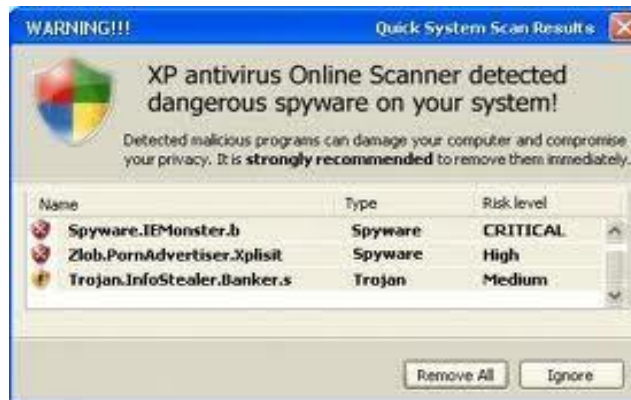 WARNING!!! Quick System Scan Results
XP antivirus Online Scanner detected
dangerous spyware on your system!
Detected malicious programs can damage your computer and compromise
your privacy. It is strongly recommended to remove them immediately.
Name Type Risk level
Spyware.IEMonster.b Spyware CRITICAL
Zlob.PornAdvertiser.Xplisit Spyware High
Trojan.InfoStealer.Banker.s Trojan Medium
Remove All Ignore